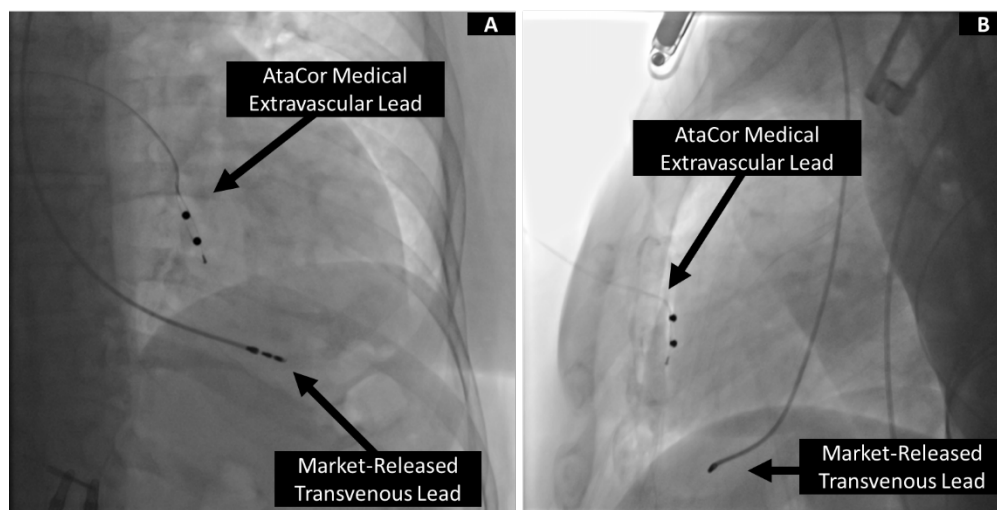 A
AtaCor Medical
Extravascular Lead
Market-Released
Transvenous Lead
B
AtaCor Medical
Extravascular Lead
Market-Released
Transvenous Lead